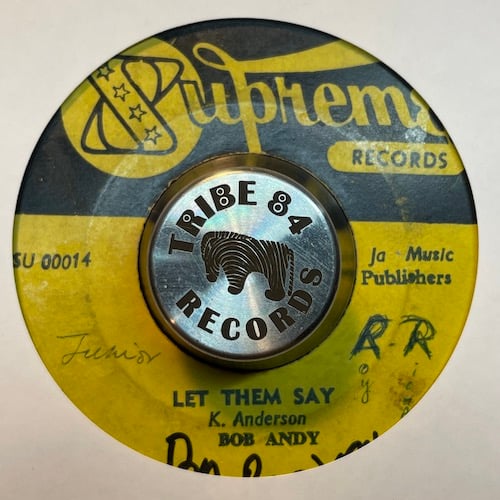 Supreme
RECORDS
TRIBE 84
RECORDS
SU 00014
Ja - Music
Publishers
Junior
R.R
LET THEM SAY
K. Anderson
BOB ANDY